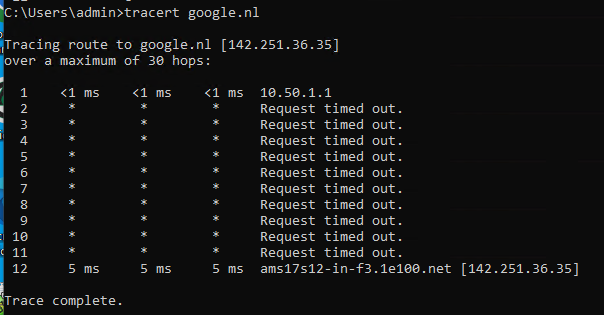 C:\Users\admin>tracert google.nl
Tracing route to google.nl [142.251.36.35]
over a maximum of 30 hops:
1 <1 ms <1 ms <1 ms 10.50.1.1
2 * * * Request timed out.
3 * * * Request timed out.
4 * * * Request timed out.
5 * * * Request timed out.
6 * * * Request timed out.
7 * * * Request timed out.
8 * * * Request timed out.
9 * * * Request timed out.
10 * * * Request timed out.
11 * * * Request timed out.
12 5 ms 5 ms 5 ms ams17s12-in-f3.1e100.net [142.251.36.35]
Trace complete.